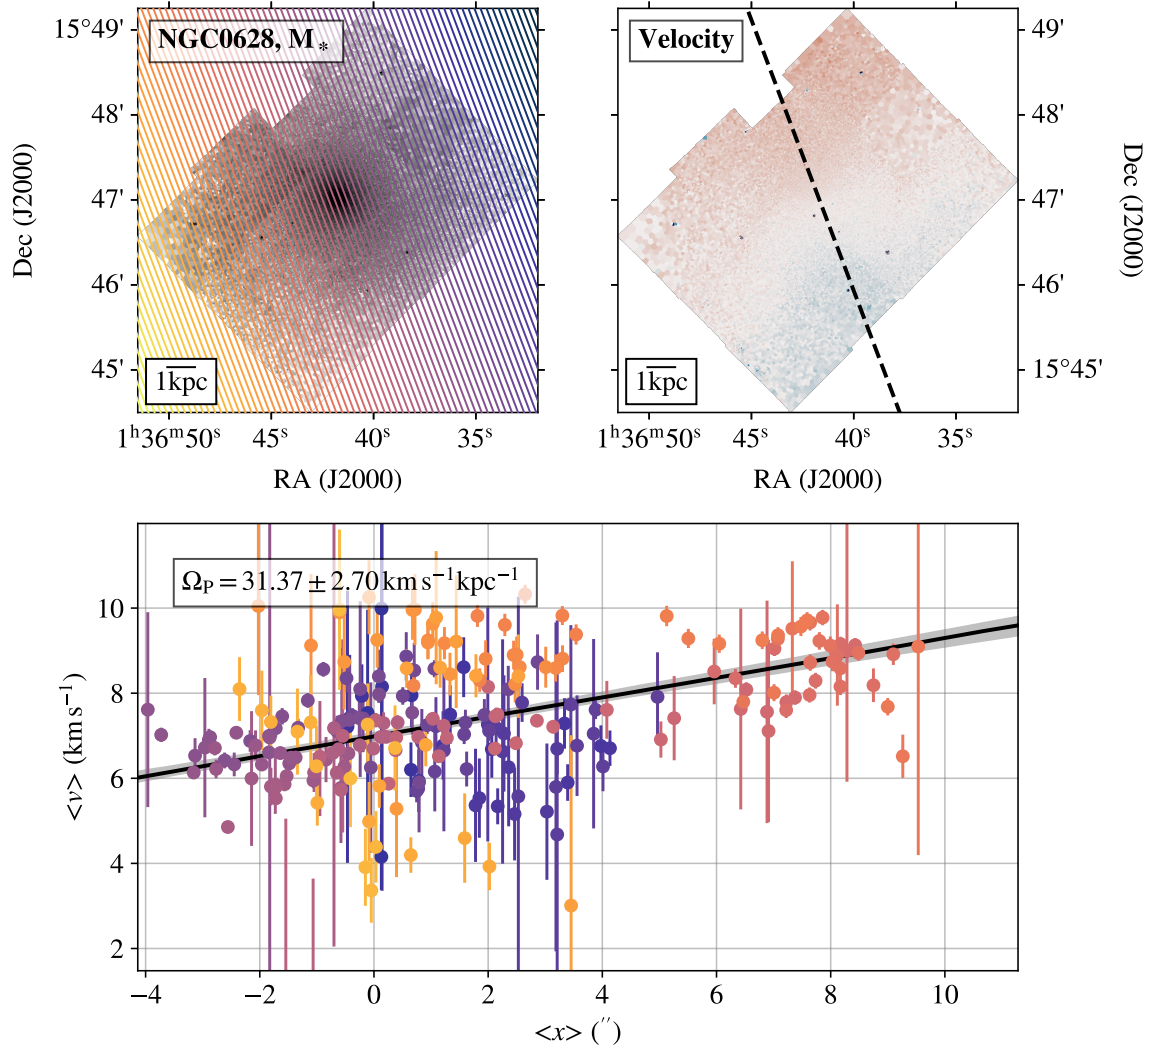 NGC0628, M*
15°49'
48'
47'
46'
45'
Dec (J2000)
1kpc
1ʰ36ᵐ50ˢ 45ˢ 40ˢ 35ˢ
RA (J2000)
Velocity
49'
48'
47'
46'
15°45'
Dec (J2000)
1kpc
1ʰ36ᵐ50ˢ 45ˢ 40ˢ 35ˢ
RA (J2000)
Ω_P = 31.37 ± 2.70 km s⁻¹ kpc⁻¹
10
8
6
4
2
<v> (km s⁻¹)
−4 −2 0 2 4 6 8 10
<x> (′′)